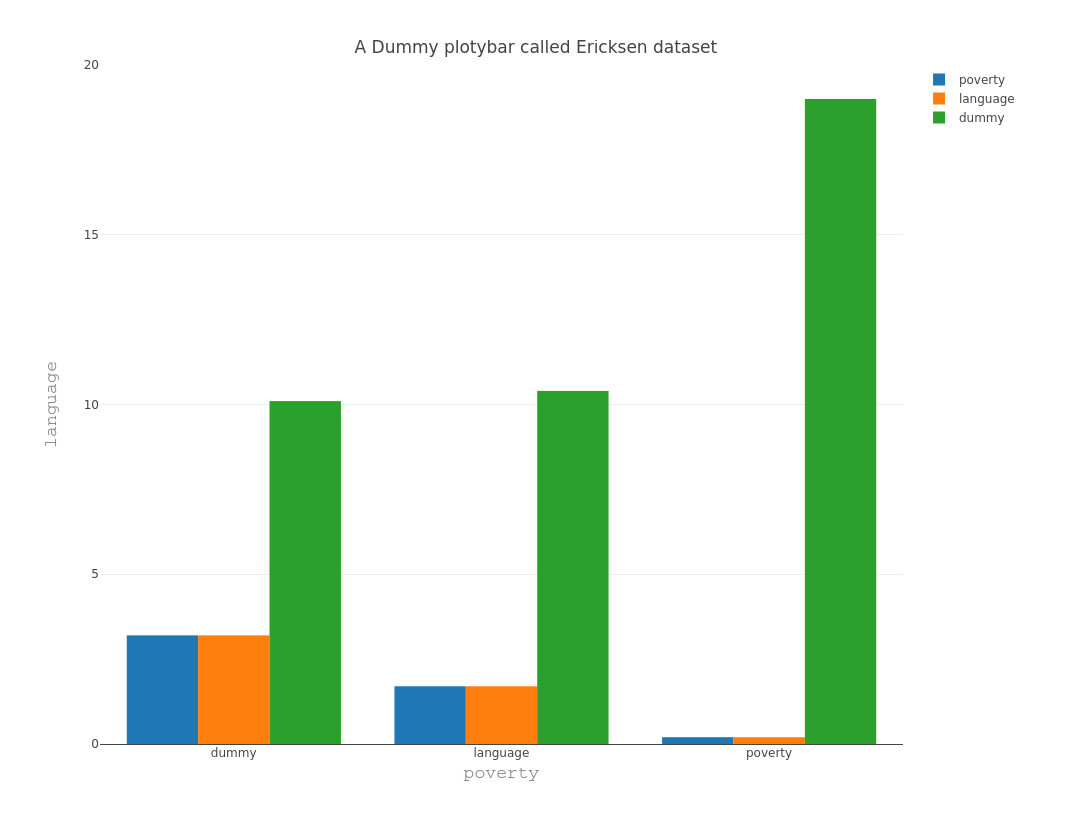 A Dummy plotybar called Ericksen dataset
poverty
language
dummy
20
15
10
5
0
language
dummy
language
poverty
poverty